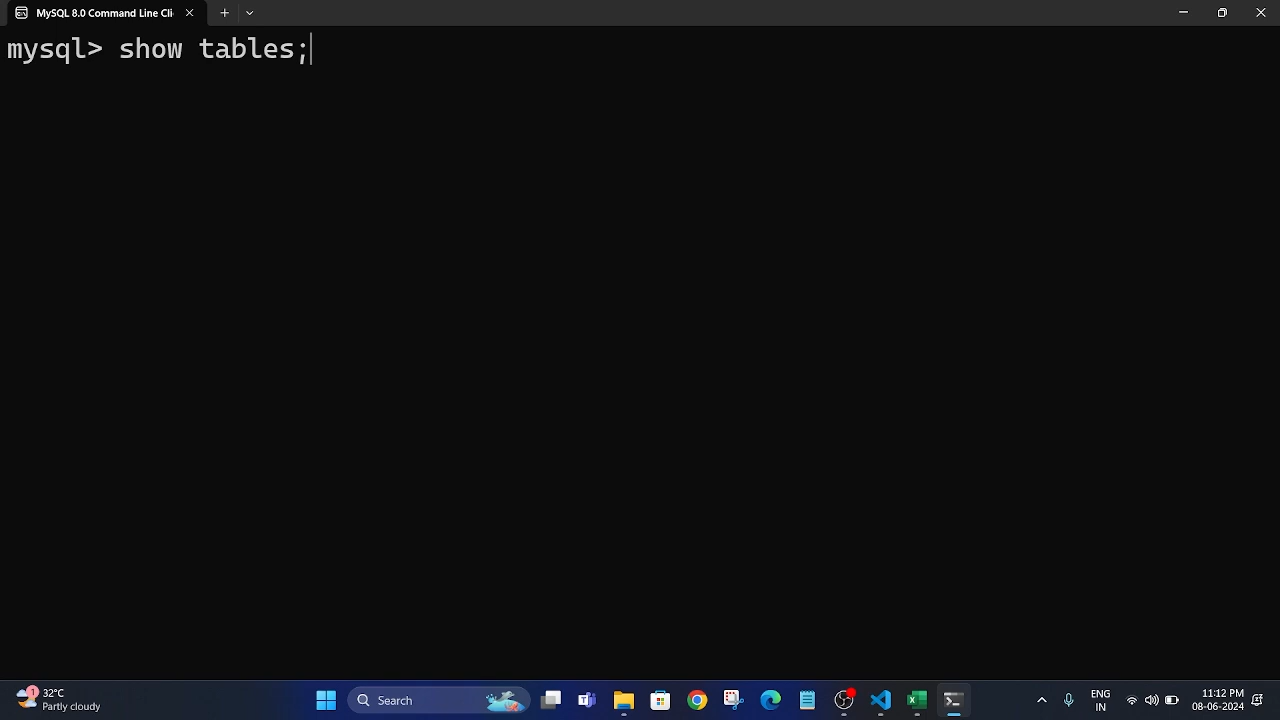 MySQL 8.0 Command Line Cli
mysql> show tables;
1
32°C
Partly cloudy
Search
ENG
IN
11:12 PM
08-06-2024